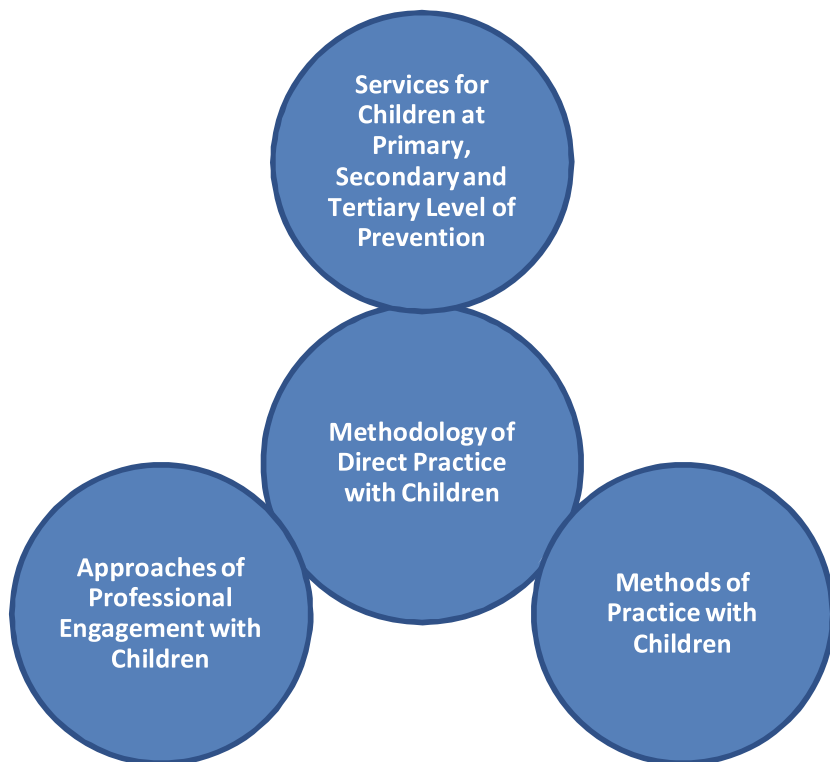 Services for
Children at
Primary,
Secondary and
Tertiary Level of
Prevention
Methodology of
Direct Practice
with Children
Approaches of
Professional
Engagement with
Children
Methods of
Practice with
Children